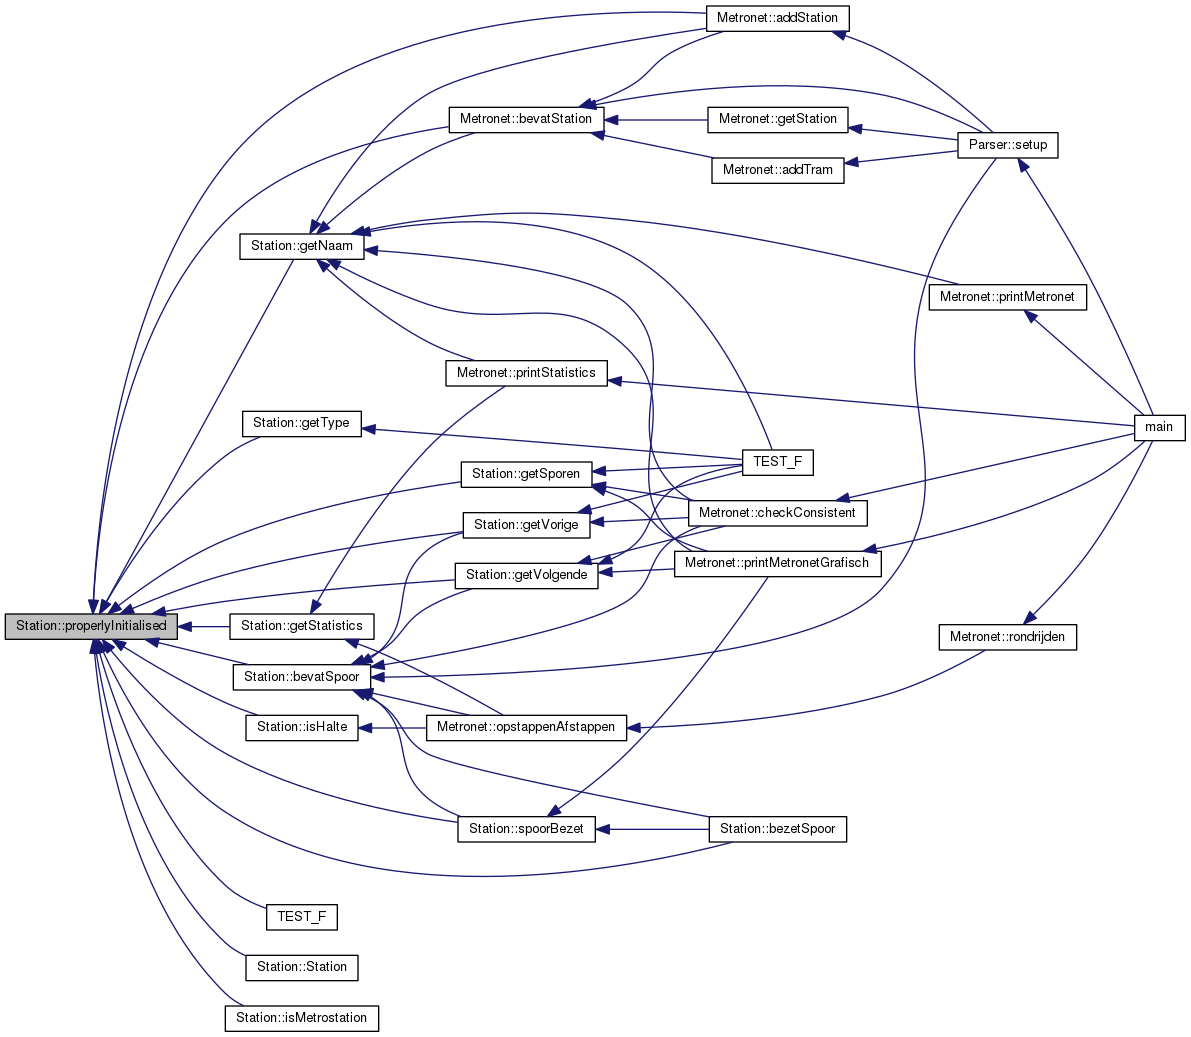 Metronet::addStation
Metronet::bevatStation
Metronet::getStation
Parser::setup
Metronet::addTram
Station::getNaam
Metronet::printMetronet
Metronet::printStatistics
Station::getType
main
TEST_F
Station::getSporen
Metronet::checkConsistent
Station::getVorige
Metronet::printMetronetGrafisch
Station::getVolgende
Station::properlyInitialised
Station::getStatistics
Metronet::rondrijden
Station::bevatSpoor
Station::isHalte
Metronet::opstappenAfstappen
Station::spoorBezet
Station::bezetSpoor
TEST_F
Station::Station
Station::isMetrostation